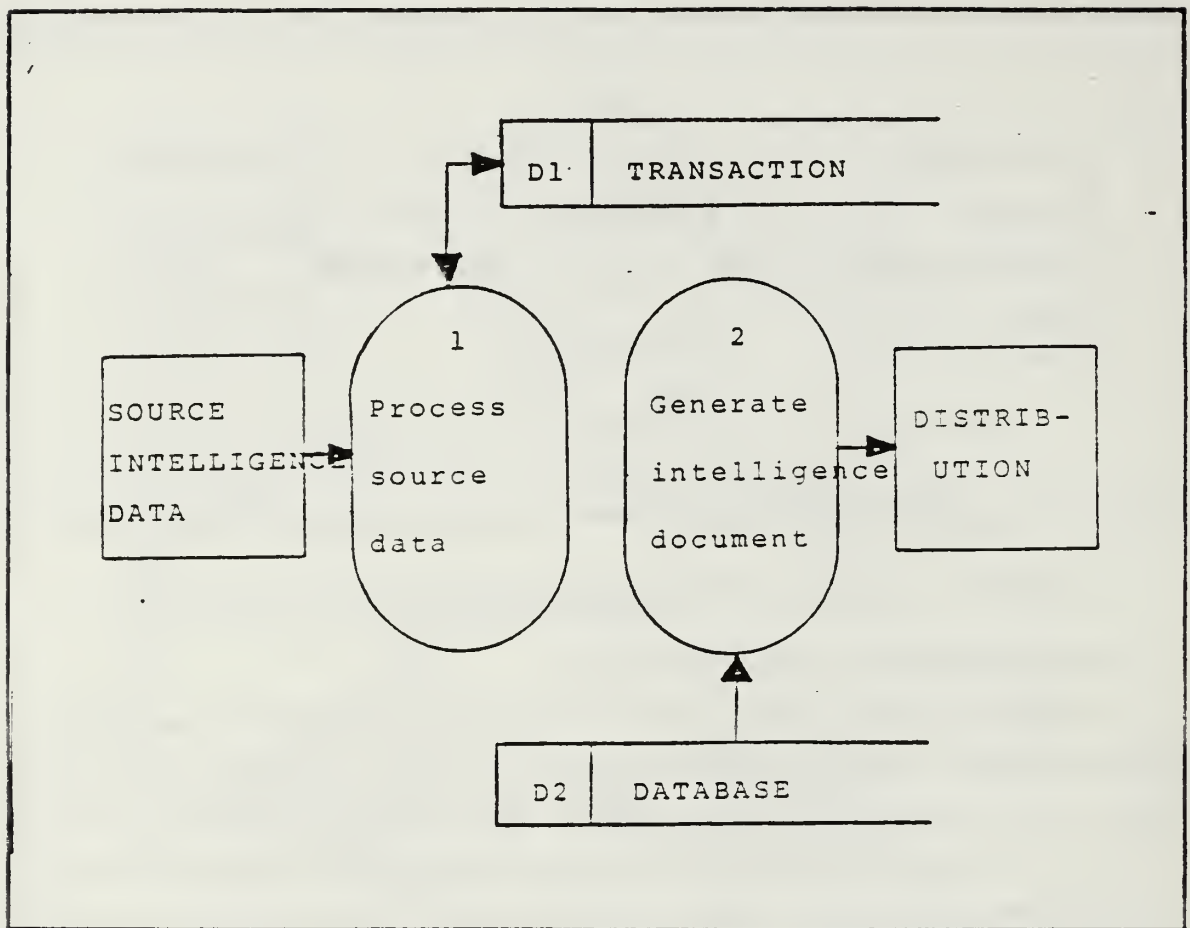 D1 TRANSACTION
SOURCE
INTELLIGENCE
DATA
1
Process
source
data
2
Generate
intelligence
document
DISTRIB-
UTION
D2 DATABASE